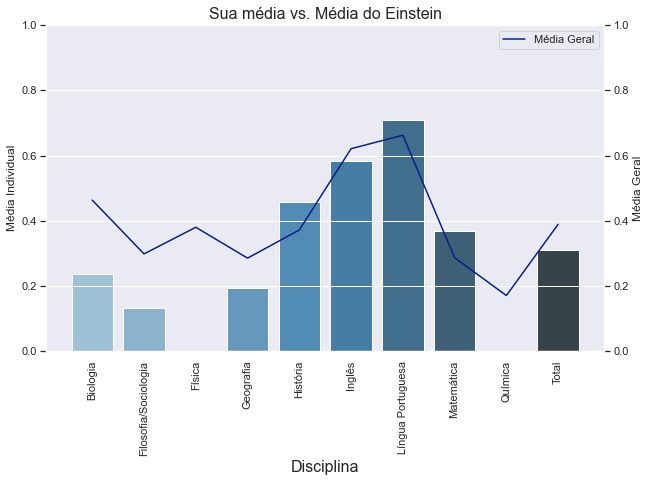 Sua média vs. Média do Einstein
Média Geral
1.0
0.8
0.6
0.4
0.2
0.0
Média Individual
1.0
0.8
0.6
0.4
0.2
0.0
Média Geral
Biologia
Filosofia/Sociologia
Física
Geografia
História
Inglês
Língua Portuguesa
Matemática
Química
Total
Disciplina